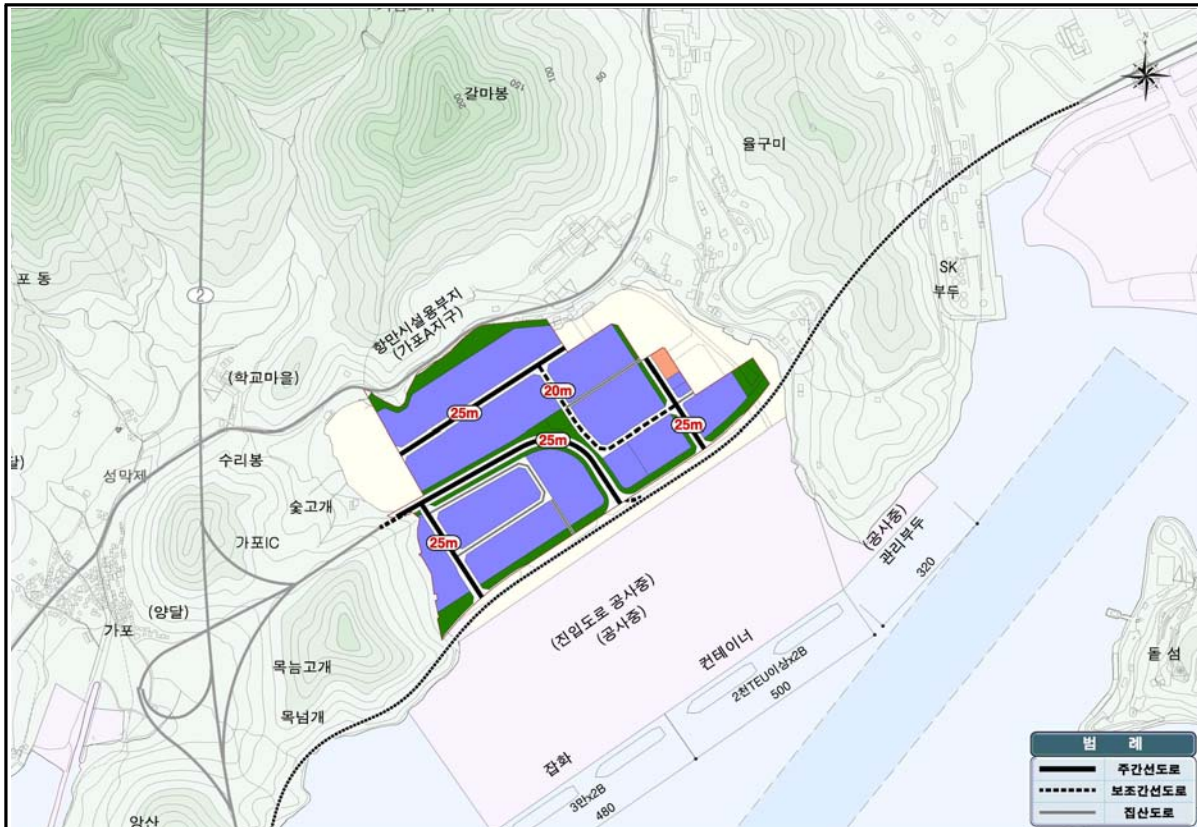 N
갈마봉
50
100
150
200
율구미
포 동
2
SK
부두
항만시설용부지
(가포A지구)
(학교마을)
20m
25m
25m
25m
수리봉
성막제
숯고개
가포IC
25m
(공사중)
관리부두
320
(양달)
가포
(진입도로 공사중)
(공사중)
컨테이너
2천TEU이상x2B
500
돝 섬
목늠고개
목넘개
잡화
3만x2B
480
앙산
범 례
주간선도로
보조간선도로
집산도로